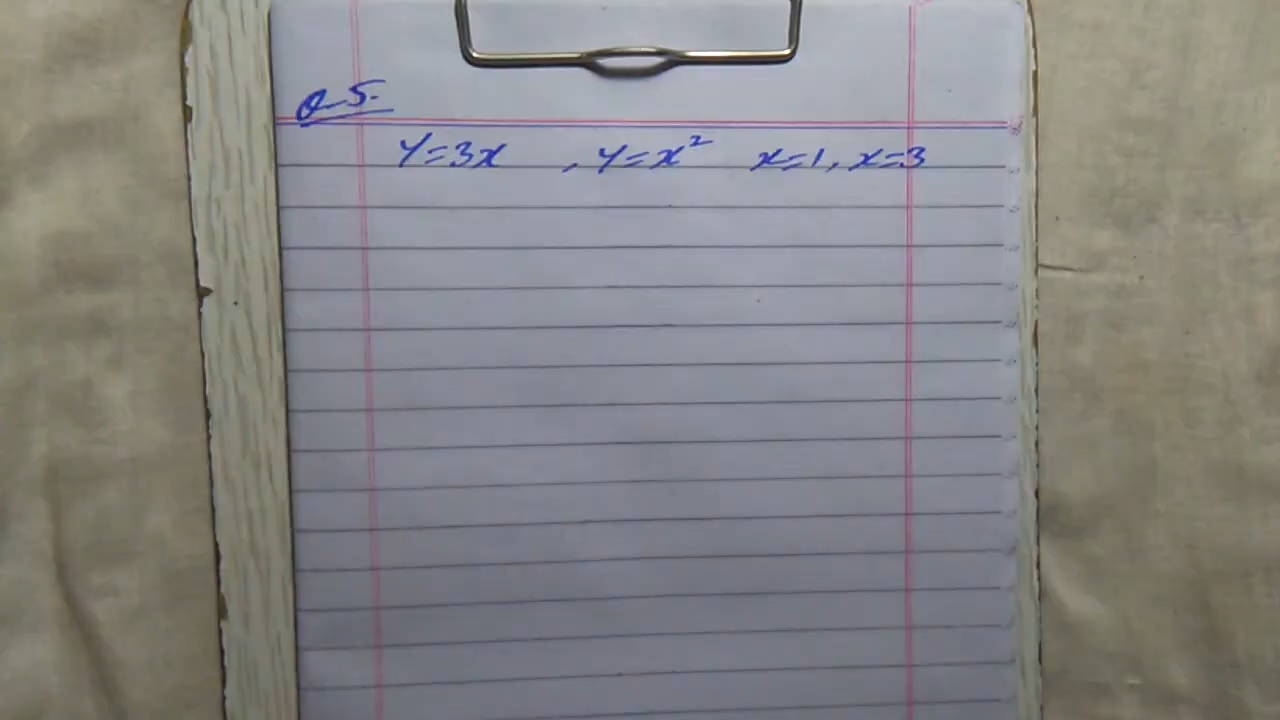 Q-5.
y=3x , y=x² x=1, x=3